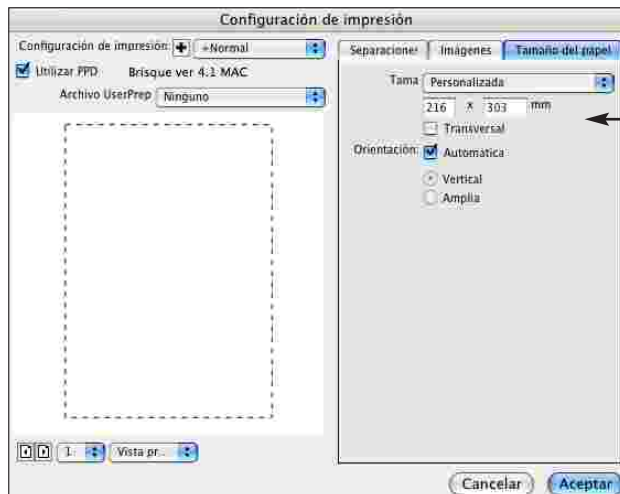 Configuración de impresión
Configuración de impresión: +Normal
Utilizar PPD Brisque ver 4.1 MAC
Archivo UserPrep Ninguno
1 Vista pr..
Separaciones Imágenes Tamaño del papel
Tama Personalizada
216 x 303 mm
Transversal
Orientación: Automática
Vertical
Amplia
Cancelar Aceptar